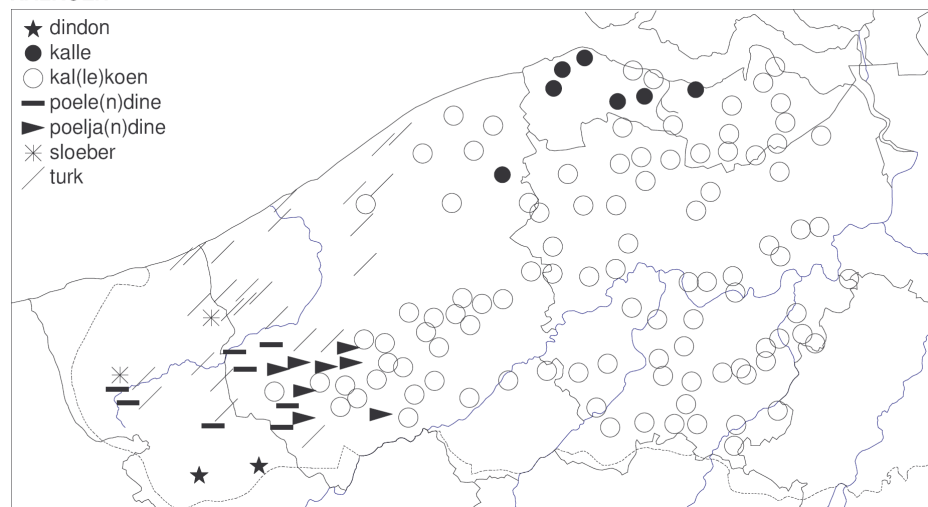 dindon
kalle
kal(le)koen
poele(n)dine
poelja(n)dine
sloeber
turk